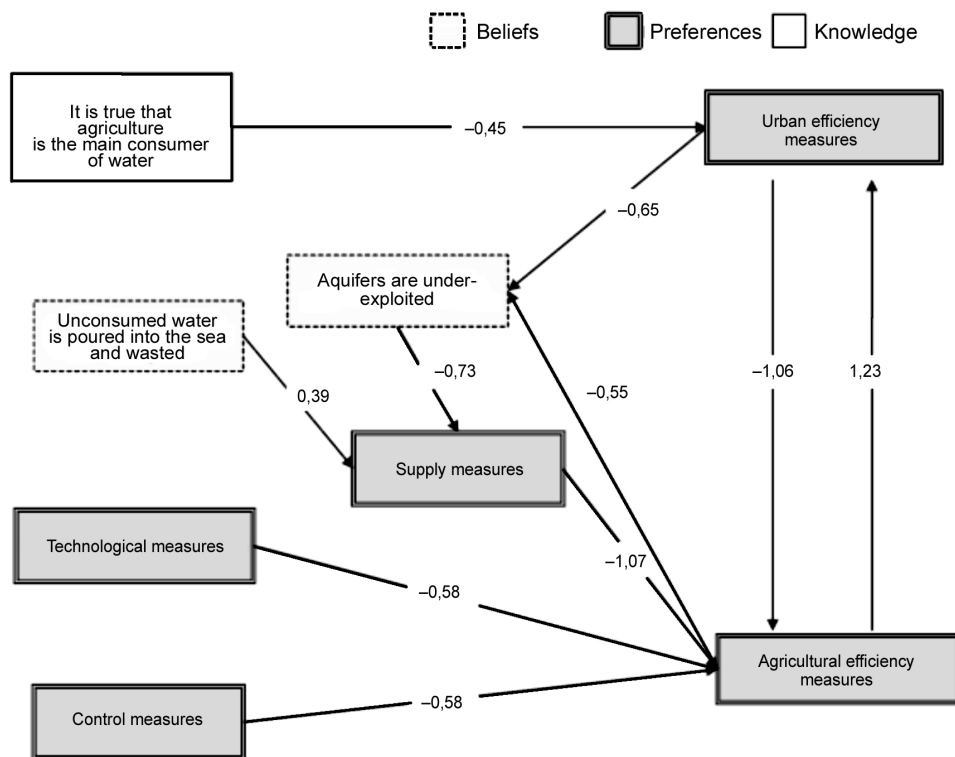 Beliefs
Preferences
Knowledge
It is true that
agriculture
is the main consumer
of water
–0,45
Urban efficiency
measures
–0,65
Aquifers are under-
exploited
Unconsumed water
is poured into the sea
and wasted
–0,73
–0,55
–1,06
1,23
0,39
Supply measures
Technological measures
–1,07
–0,58
Agricultural efficiency
measures
Control measures
–0,58